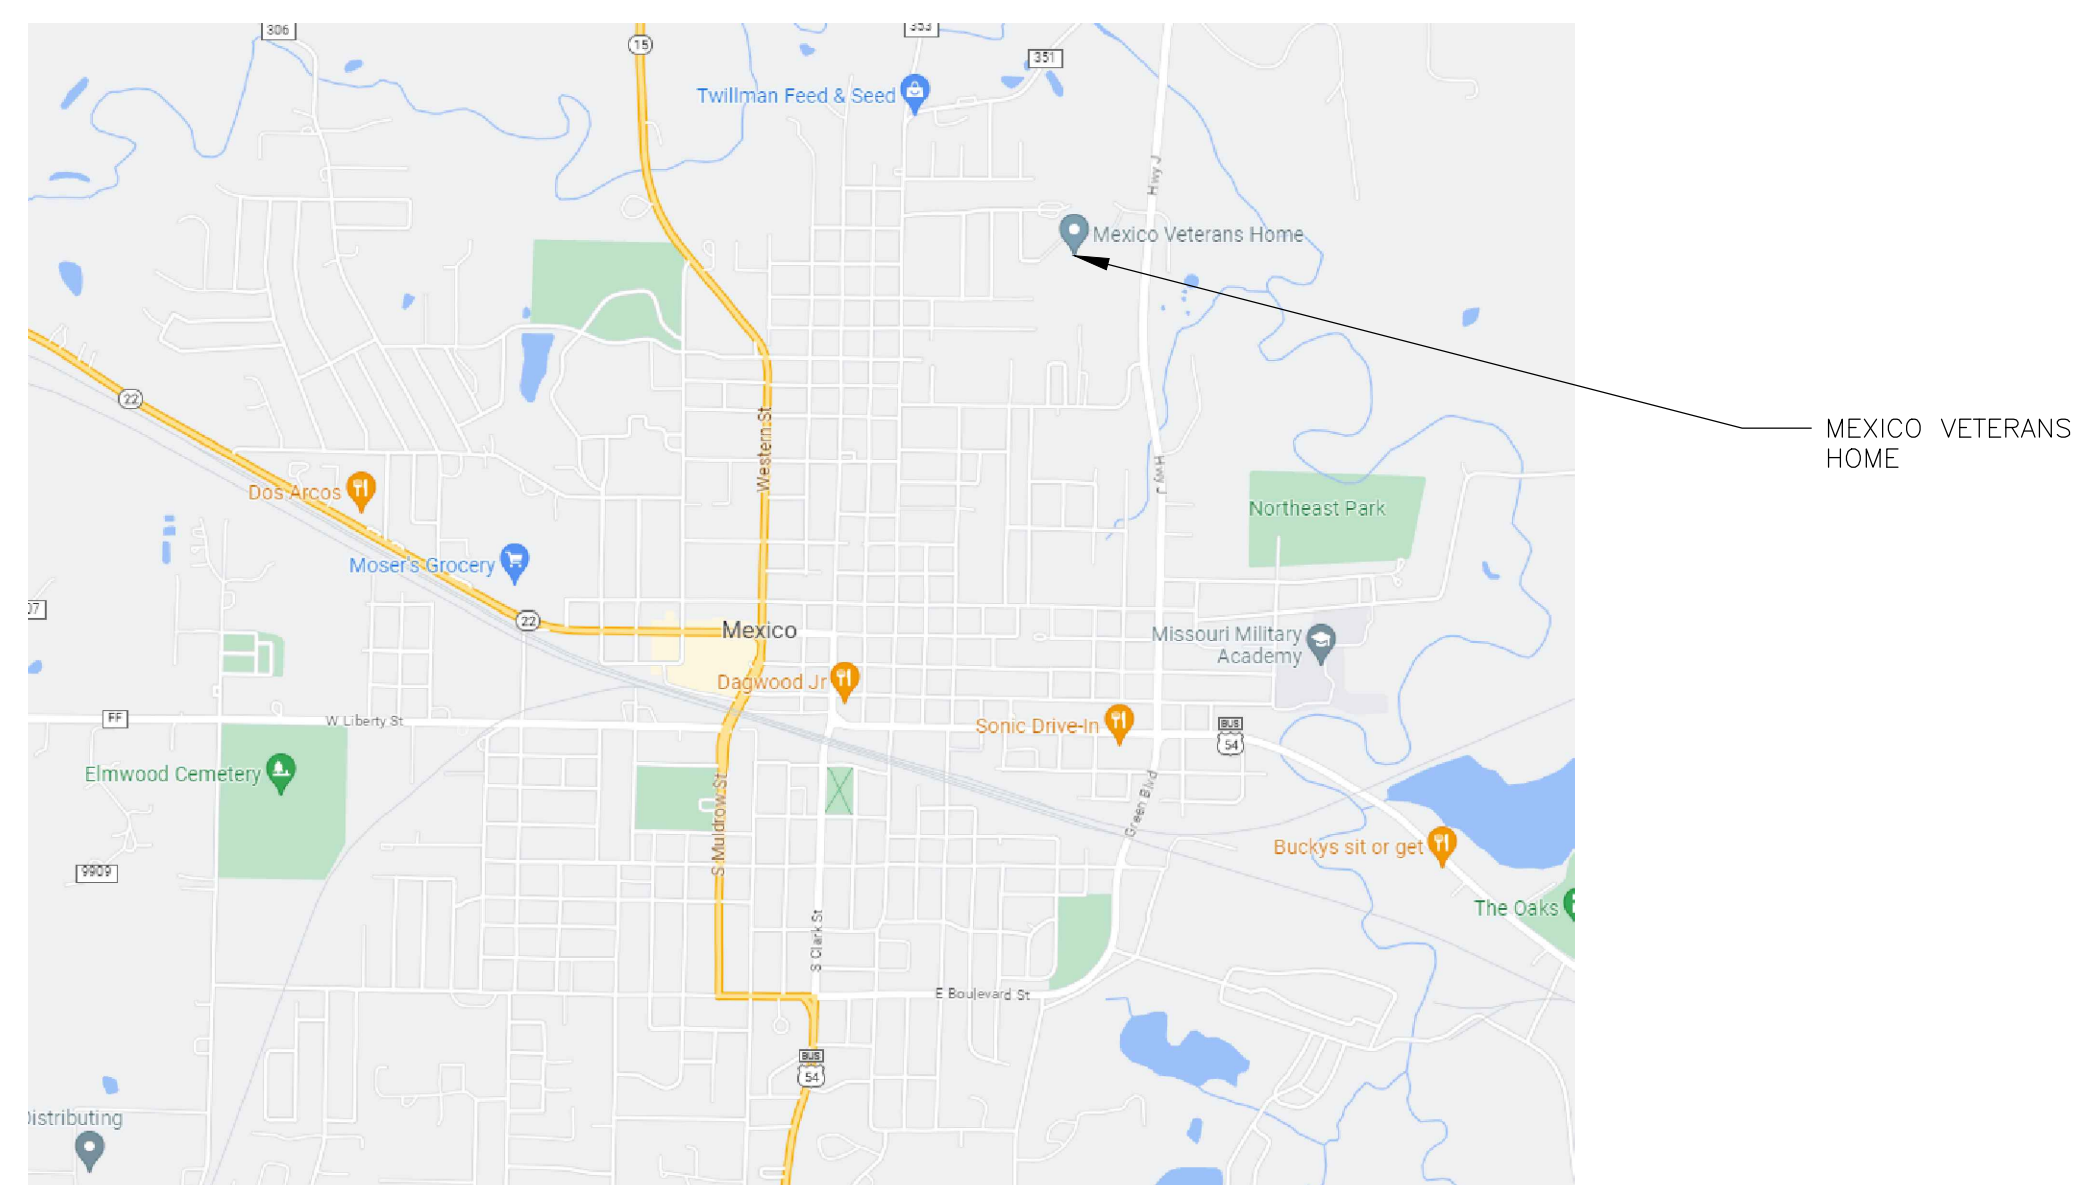 306
15
353
351
Twillman Feed & Seed
Hwy J
Mexico Veterans Home
22
Western St
MEXICO VETERANS
HOME
Hwy J
Dos Arcos
Northeast Park
Moser's Grocery
22
Mexico
Missouri Military
Academy
Dagwood Jr
FF
W Liberty St
Sonic Drive-In
BUS
54
Elmwood Cemetery
S Muldrow St
Green Blvd
Buckys sit or get
9909
The Oaks
S Clark St
E Boulevard St
BUS
54
Distributing